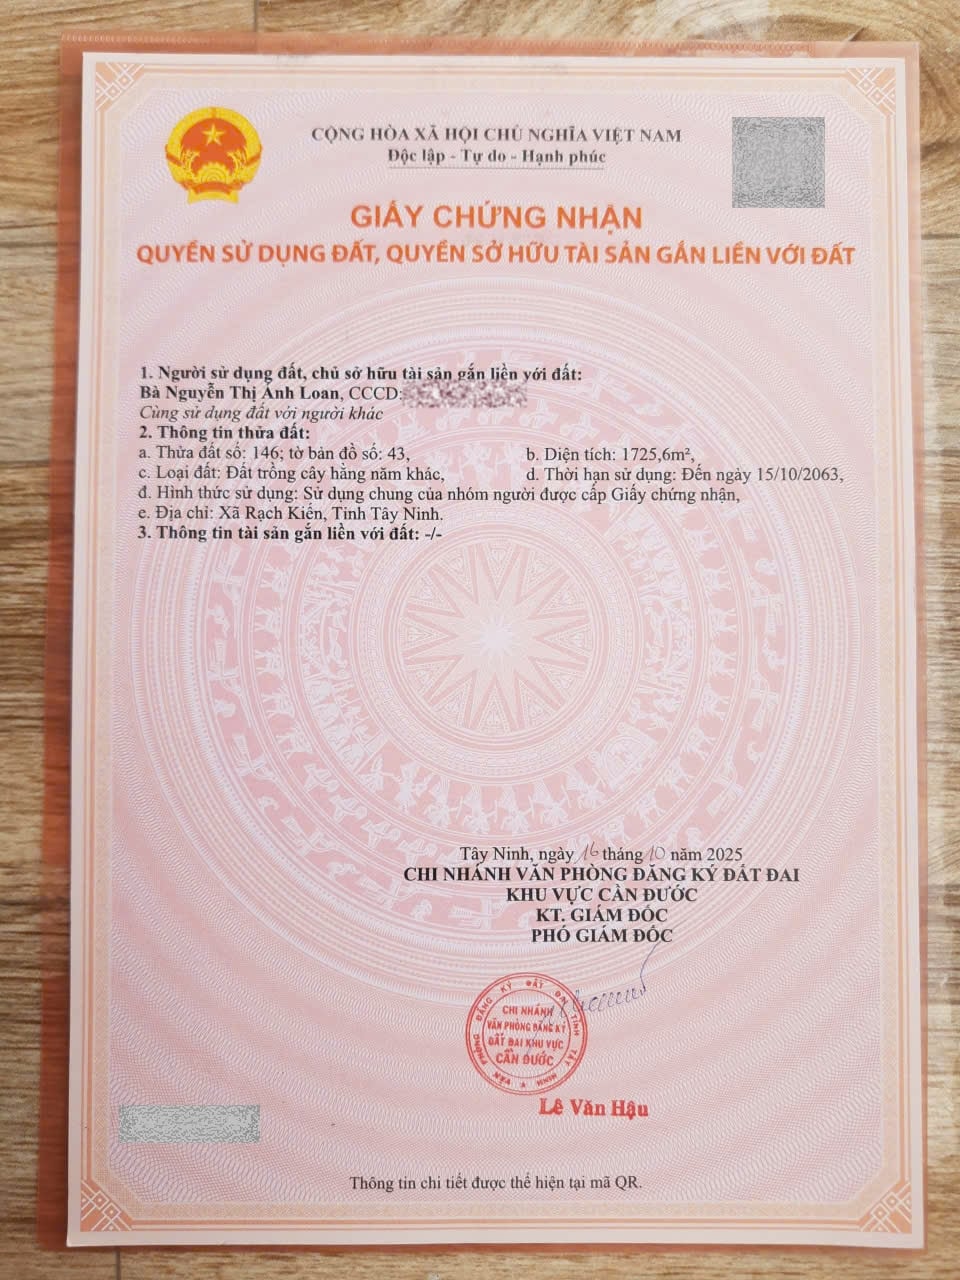 CỘNG HÒA XÃ HỘI CHỦ NGHĨA VIỆT NAM
Độc lập - Tự do - Hạnh phúc
GIẤY CHỨNG NHẬN
QUYỀN SỬ DỤNG ĐẤT, QUYỀN SỞ HỮU TÀI SẢN GẮN LIỀN VỚI ĐẤT
1. Người sử dụng đất, chủ sở hữu tài sản gắn liền với đất:
Bà Nguyễn Thị Ánh Loan, CCCD:
Cùng sử dụng đất với người khác
2. Thông tin thửa đất:
a. Thửa đất số: 146; tờ bản đồ số: 43, b. Diện tích: 1725,6m²,
c. Loại đất: Đất trồng cây hằng năm khác, d. Thời hạn sử dụng: Đến ngày 15/10/2063,
đ. Hình thức sử dụng: Sử dụng chung của nhóm người được cấp Giấy chứng nhận,
e. Địa chỉ: Xã Rạch Kiến, Tỉnh Tây Ninh.
3. Thông tin tài sản gắn liền với đất: -/-
Tây Ninh, ngày 16 tháng 10 năm 2025
CHI NHÁNH VĂN PHÒNG ĐĂNG KÝ ĐẤT ĐAI
KHU VỰC CẦN ĐƯỚC
KT. GIÁM ĐỐC
PHÓ GIÁM ĐỐC
VĂN PHÒNG ĐĂNG KÝ ĐẤT ĐAI TỈNH TÂY NINH
CHI NHÁNH
VĂN PHÒNG ĐĂNG KÝ
ĐẤT ĐAI KHU VỰC
CẦN ĐƯỚC
Lê Văn Hậu
Thông tin chi tiết được thể hiện tại mã QR.